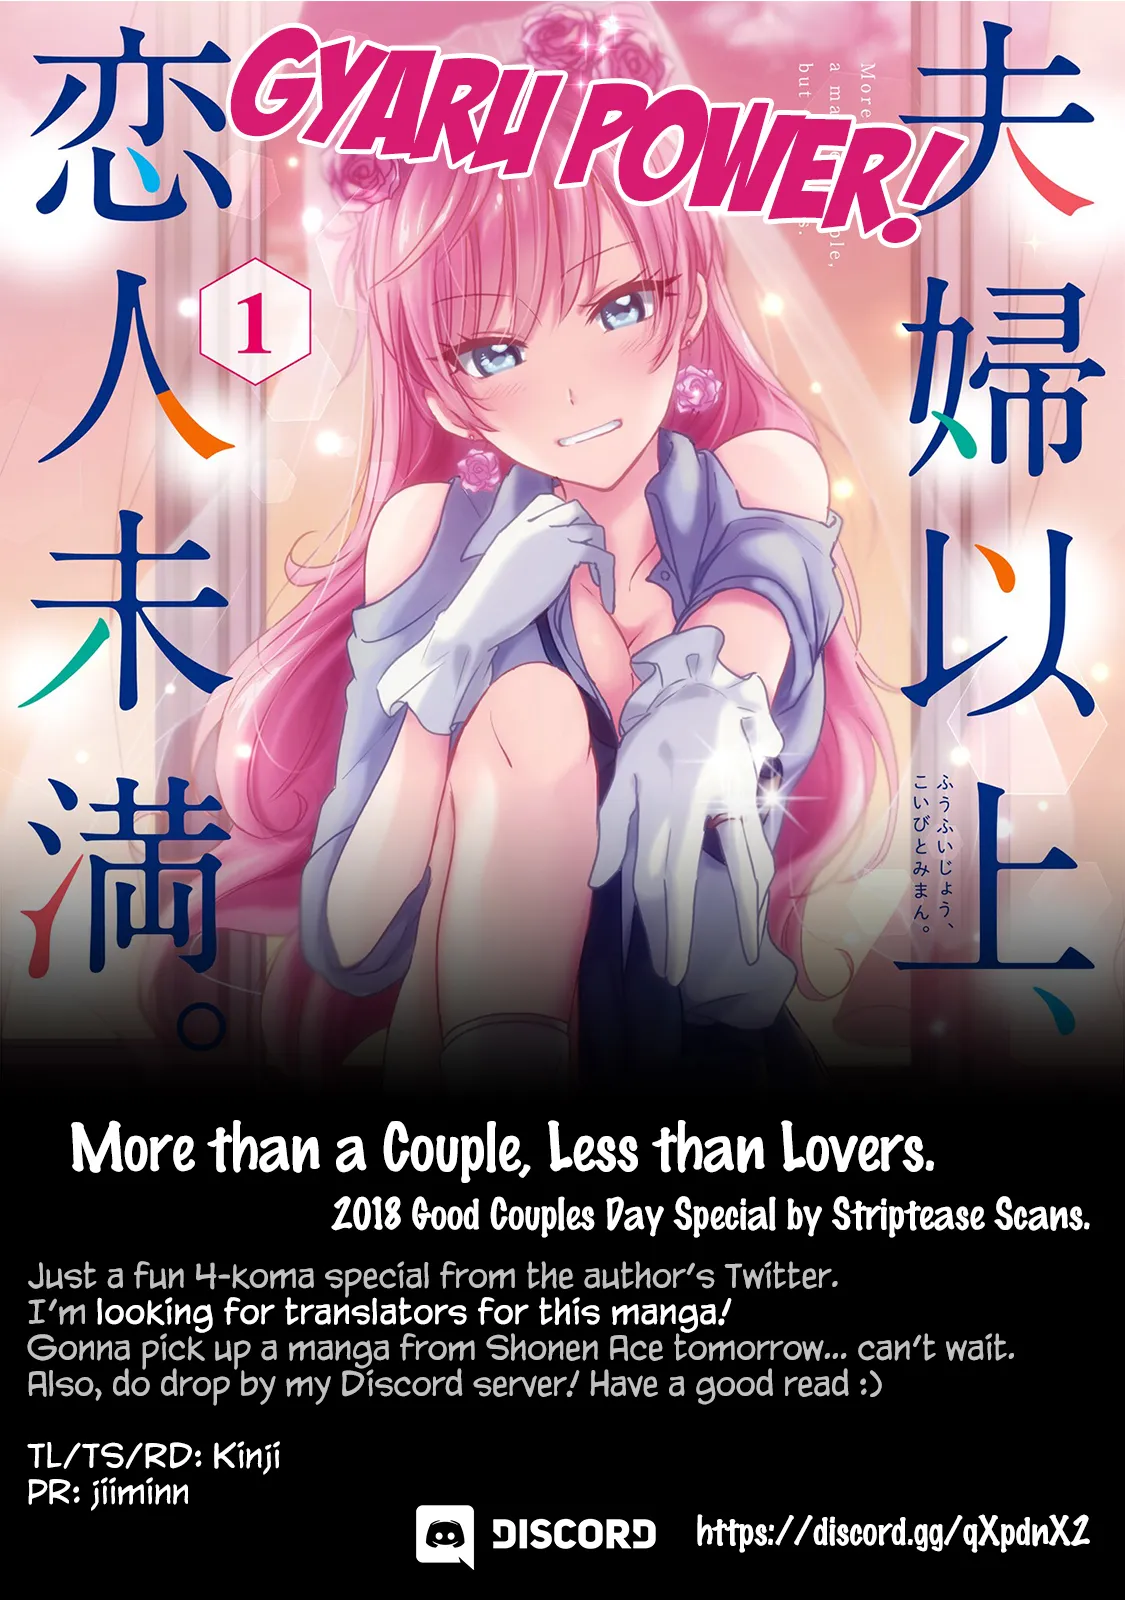 GYARU POWER!
夫婦以上、
恋人未満。
ふうふいじょう、
こいびとみまん。
More
but
1
More than a Couple, Less than Lovers.
2018 Good Couples Day Special by Striptease Scans.
Just a fun 4-koma special from the author's Twitter.
I'm looking for translators for this manga!
Gonna pick up a manga from Shonen Ace tomorrow... can't wait.
Also, do drop by my Discord server! Have a good read :)
TL/TS/RD: Kinji
PR: jiiminn
DISCORD
https://discord.gg/qXpdnX2